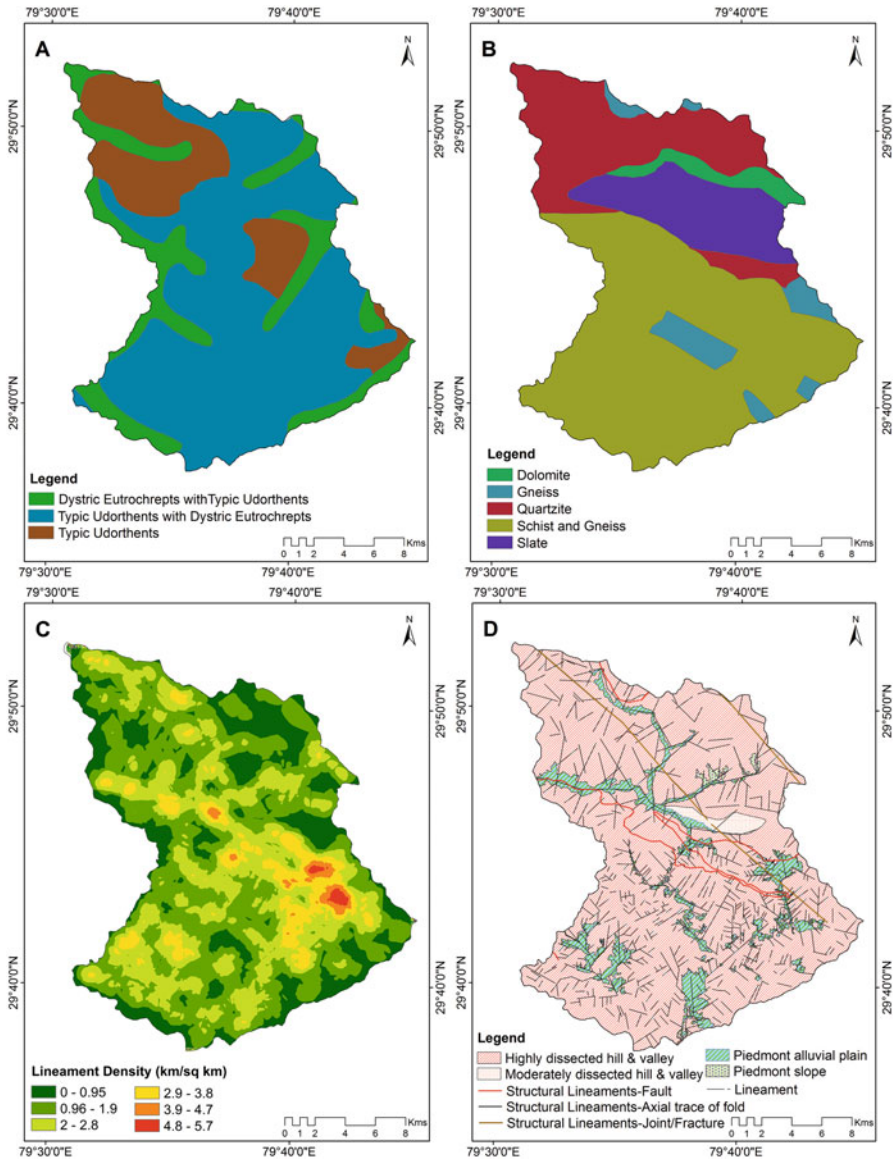 79°40'0"E
A
N
29°50'0"N
29°40'0"N
Legend
Dystric Eutrochrepts withTypic Udorthents
Typic Udorthents with Dystric Eutrochrepts
Typic Udorthents
Kms
0 1 2 4 6 8
79°30'0"E
79°40'0"E
79°40'0"E
B
N
29°50'0"N
29°40'0"N
Legend
Dolomite
Gneiss
Quartzite
Schist and Gneiss
Slate
Kms
0 1 2 4 6 8
79°30'0"E
79°40'0"E
C
N
29°50'0"N
29°50'0"N
29°40'0"N
29°40'0"N
Lineament Density (km/sq km)
0 - 0.95
0.96 - 1.9
2 - 2.8
2.9 - 3.8
3.9 - 4.7
4.8 - 5.7
Kms
0 1 2 4 6 8
79°30'0"E
79°40'0"E
D
N
29°50'0"N
29°40'0"N
Legend
Highly dissected hill & valley
Moderately dissected hill & valley
Structural Lineaments-Fault
Structural Lineaments-Axial trace of fold
Structural Lineaments-Joint/Fracture
Piedmont alluvial plain
Piedmont slope
Lineament
Kms
0 1 2 4 6 8
79°30'0"E
79°40'0"E